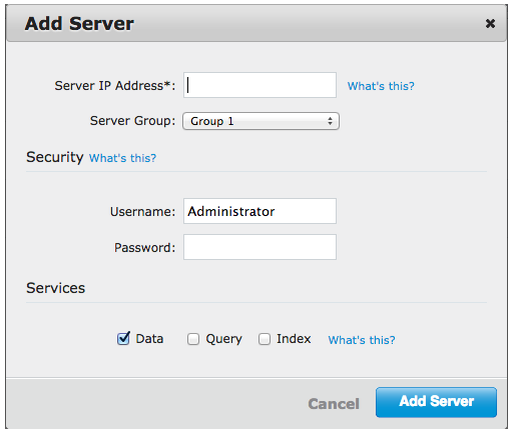 Add Server
Server IP Address*: What's this?
Server Group: Group 1
Security What's this?
Username: Administrator
Password:
Services
Data Query Index What's this?
Cancel Add Server